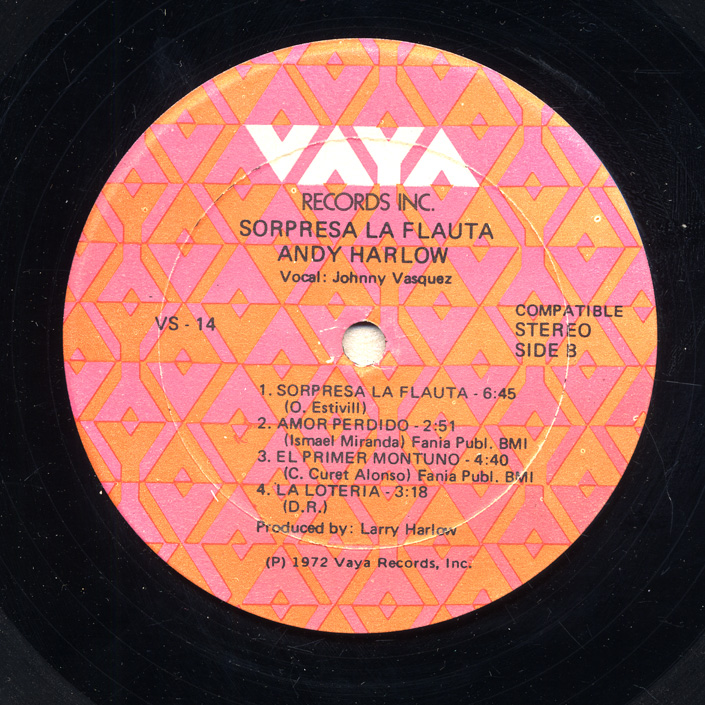 VAYA
RECORDS INC.
SORPRESA LA FLAUTA
ANDY HARLOW
Vocal: Johnny Vasquez
VS - 14
COMPATIBLE
STEREO
SIDE B
1. SORPRESA LA FLAUTA - 6:45
(O. Estivill)
2. AMOR PERDIDO - 2:51
(Ismael Miranda) Fania Publ. BMI
3. EL PRIMER MONTUNO - 4:40
(C. Curet Alonso) Fania Publ. BMI
4. LA LOTERIA - 3:18
(D.R.)
Produced by: Larry Harlow
(P) 1972 Vaya Records, Inc.